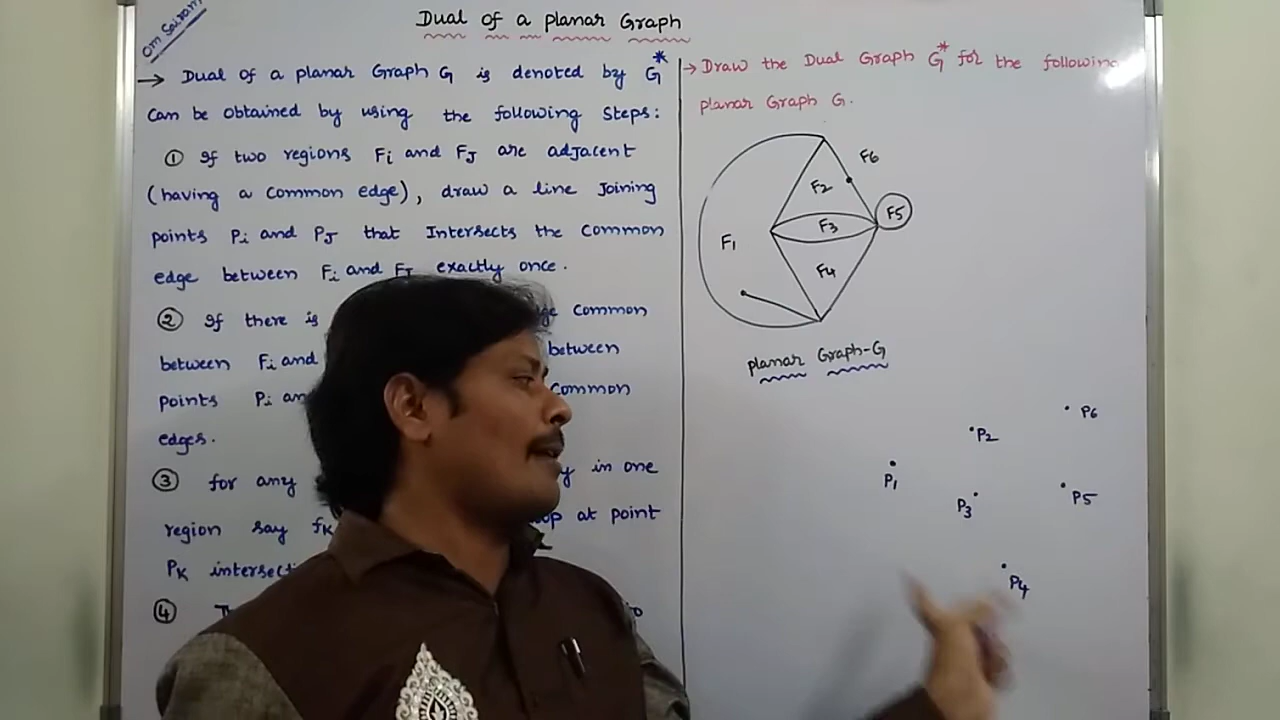 Om Sairam
Dual of a planar Graph
→ Dual of a planar Graph G is denoted by G*
can be obtained by using the following steps:
① If two regions Fi and FJ are adjacent
(having a common edge), draw a line Joining
points Pi and PJ that Intersects the common
edge between Fi and FJ exactly once.
② If there is common
between Fi and between
points Pi common
edges.
③ for any in one
region say fK at point
PK
④
→ Draw the Dual Graph G* for the following
planar Graph G.
F6
F2
F5
F3
F1
F4
planar Graph-G
P6
P2
P1
P5
P3
P4